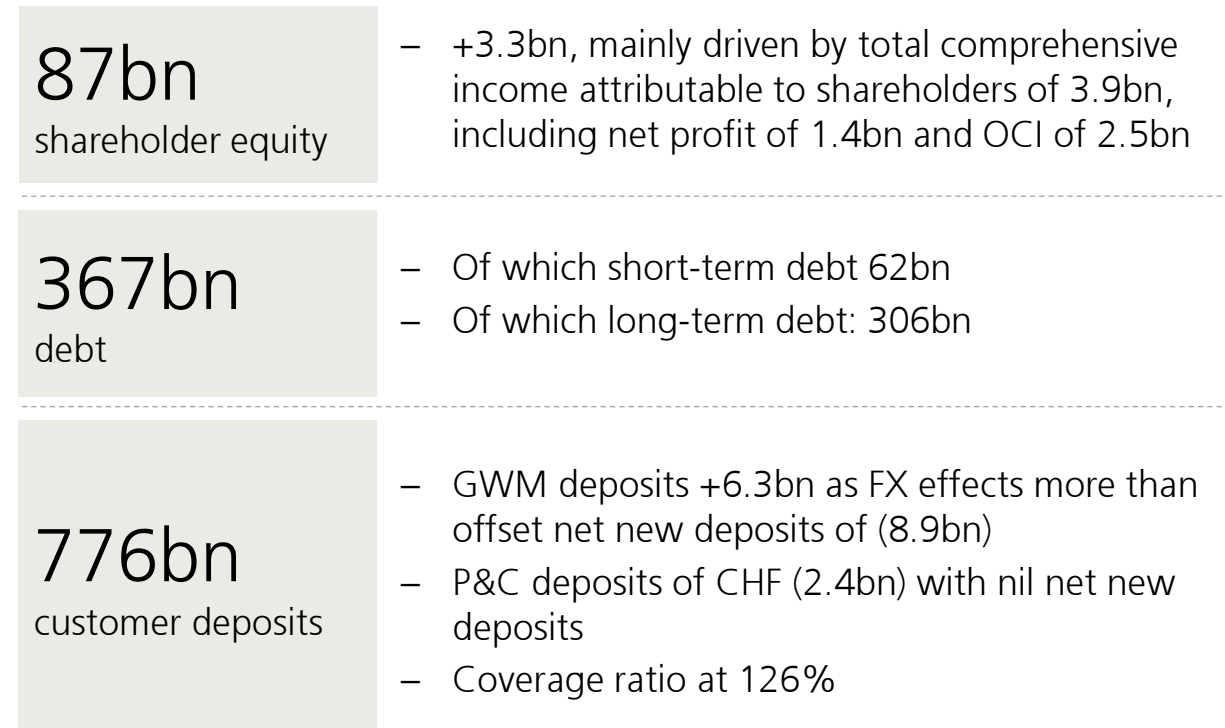 87bn
shareholder equity
– +3.3bn, mainly driven by total comprehensive
income attributable to shareholders of 3.9bn,
including net profit of 1.4bn and OCI of 2.5bn
367bn
debt
– Of which short-term debt 62bn
– Of which long-term debt: 306bn
776bn
customer deposits
– GWM deposits +6.3bn as FX effects more than
offset net new deposits of (8.9bn)
– P&C deposits of CHF (2.4bn) with nil net new
deposits
– Coverage ratio at 126%